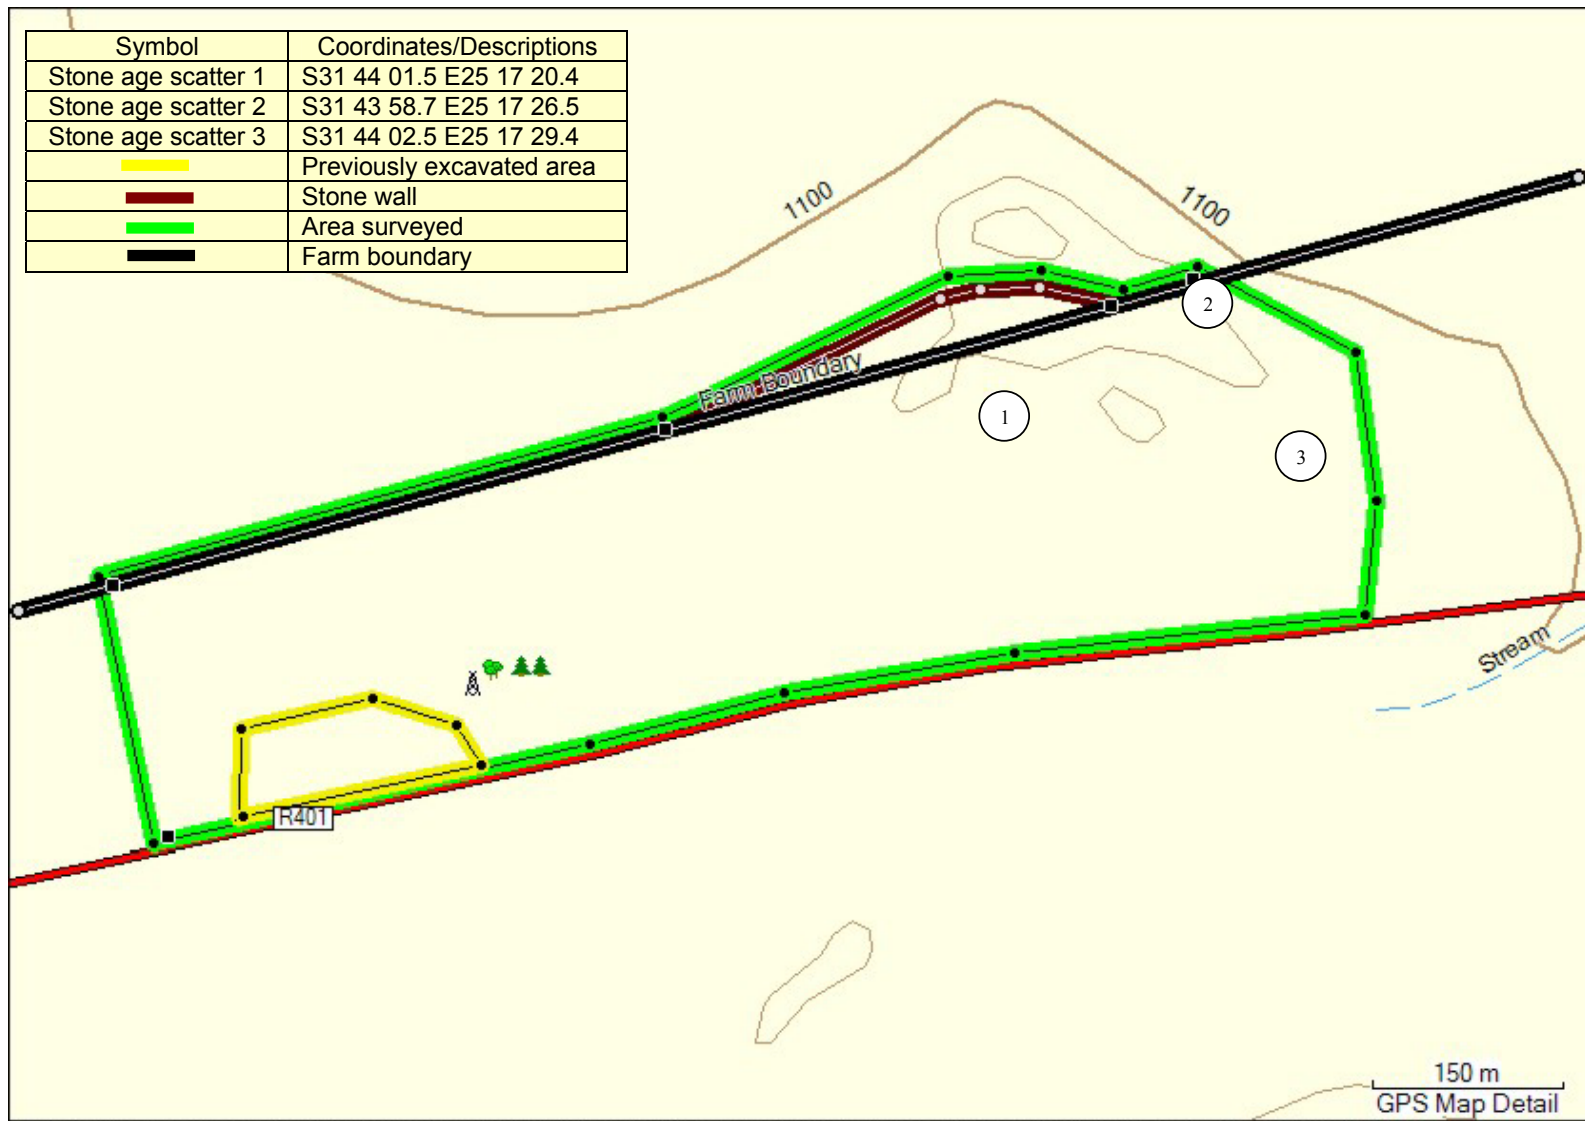 Symbol Coordinates/Descriptions
Stone age scatter 1 S31 44 01.5 E25 17 20.4
Stone age scatter 2 S31 43 58.7 E25 17 26.5
Stone age scatter 3 S31 44 02.5 E25 17 29.4
Previously excavated area
Stone wall
Area surveyed
Farm boundary
1100
1100
2
Farm Boundary
1
3
Stream
R401
150 m
GPS Map Detail